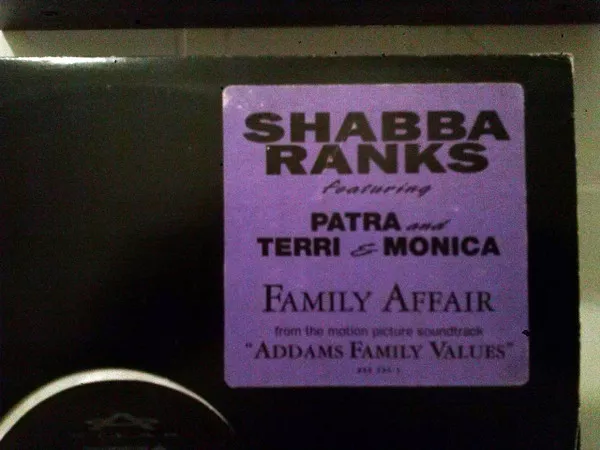 SHABBA
RANKS
featuring
PATRA and
TERRI & MONICA
FAMILY AFFAIR
from the motion picture soundtrack
"ADDAMS FAMILY VALUES"